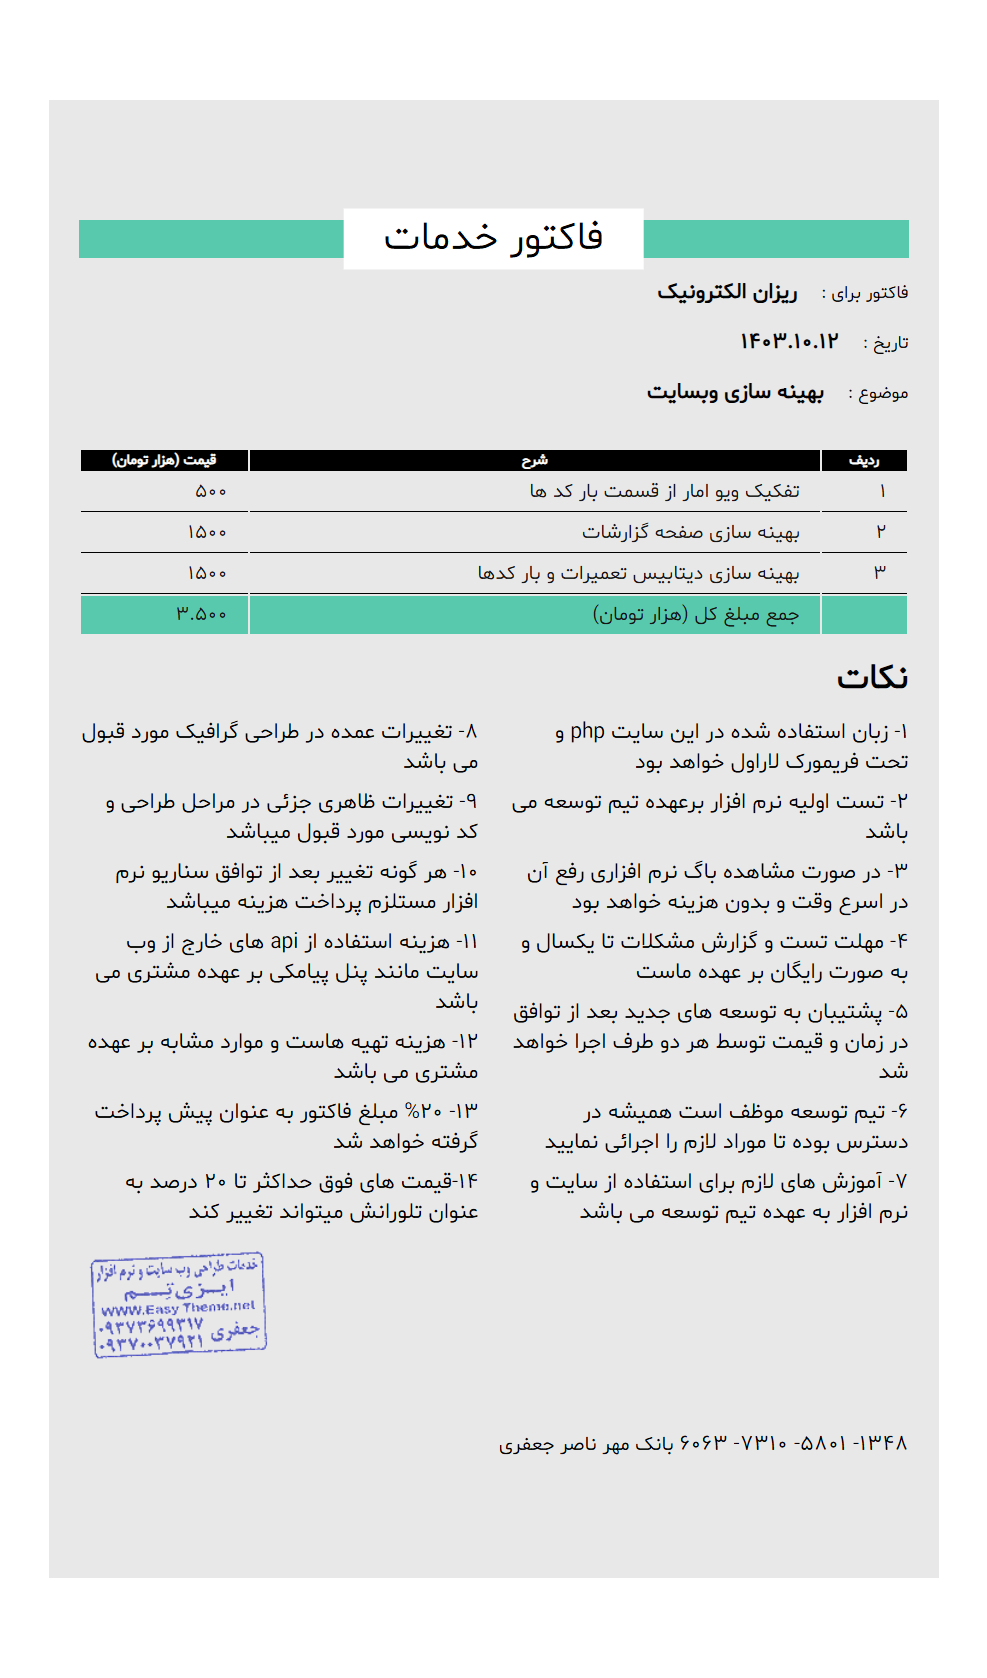 فاکتور خدمات
فاکتور برای : ریزان الکترونیک
تاریخ : ۱۴۰۳.۱۰.۱۲
موضوع : بهینه سازی وبسایت
ردیف شرح قیمت (هزار تومان)
۱ تفکیک ویو امار از قسمت بار کد ها ۵۰۰
۲ بهینه سازی صفحه گزارشات ۱۵۰۰
۳ بهینه سازی دیتابیس تعمیرات و بار کدها ۱۵۰۰
جمع مبلغ کل (هزار تومان) ۳.۵۰۰
نکات
۱- زبان استفاده شده در این سایت php و
تحت فریمورک لاراول خواهد بود
۲- تست اولیه نرم افزار برعهده تیم توسعه می
باشد
۳- در صورت مشاهده باگ نرم افزاری رفع آن
در اسرع وقت و بدون هزینه خواهد بود
۴- مهلت تست و گزارش مشکلات تا یکسال و
به صورت رایگان بر عهده ماست
۵- پشتیبان به توسعه های جدید بعد از توافق
در زمان و قیمت توسط هر دو طرف اجرا خواهد
شد
۶- تیم توسعه موظف است همیشه در
دسترس بوده تا موراد لازم را اجرائی نمایید
۷- آموزش های لازم برای استفاده از سایت و
نرم افزار به عهده تیم توسعه می باشد
۸- تغییرات عمده در طراحی گرافیک مورد قبول
می باشد
۹- تغییرات ظاهری جزئی در مراحل طراحی و
کد نویسی مورد قبول میباشد
۱۰- هر گونه تغییر بعد از توافق سناریو نرم
افزار مستلزم پرداخت هزینه میباشد
۱۱- هزینه استفاده از api های خارج از وب
سایت مانند پنل پیامکی بر عهده مشتری می
باشد
۱۲- هزینه تهیه هاست و موارد مشابه بر عهده
مشتری می باشد
۱۳- ۲۰% مبلغ فاکتور به عنوان پیش پرداخت
گرفته خواهد شد
۱۴-قیمت های فوق حداکثر تا ۲۰ درصد به
عنوان تلورانش میتواند تغییر کند
خدمات طراحی وب سایت و نرم افزار
ایـزی تـم
WWW.Easy Theme.net
جعفری ۰۹۳۷۳۶۹۹۳۱۷
۰۹۳۷۰۰۳۷۹۲۱
۱۳۴۸- ۵۸۰۱- ۷۳۱۰- ۶۰۶۳ بانک مهر ناصر جعفری